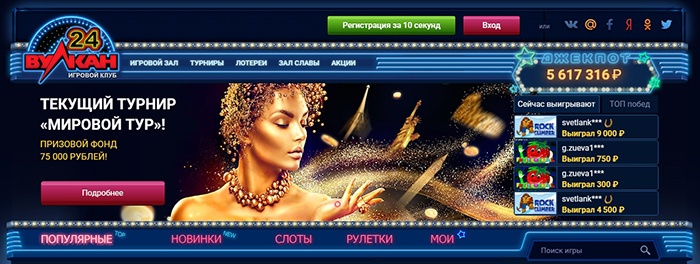 Регистрация за 10 секунд
Вход
или
24
ВУЛКАН
ИГРОВОЙ КЛУБ
ИГРОВОЙ ЗАЛ
ТУРНИРЫ
ЛОТЕРЕИ
ЗАЛ СЛАВЫ
АКЦИИ
ДЖЕКПОТ
5 617 316 ₽
ТЕКУЩИЙ ТУРНИР
«МИРОВОЙ ТУР»!
ПРИЗОВОЙ ФОНД
75 000 РУБЛЕЙ!
Подробнее
Сейчас выигрывают
ТОП побед
ROCK CLIMBER
svetlank***
Выиграл 9 000 ₽
g.zueva1***
Выиграл 750 ₽
g.zueva1***
Выиграл 300 ₽
ROCK CLIMBER
svetlank***
Выиграл 4 500 ₽
ПОПУЛЯРНЫЕ TOP
НОВИНКИ NEW
СЛОТЫ
РУЛЕТКИ
МОИ
Поиск игры